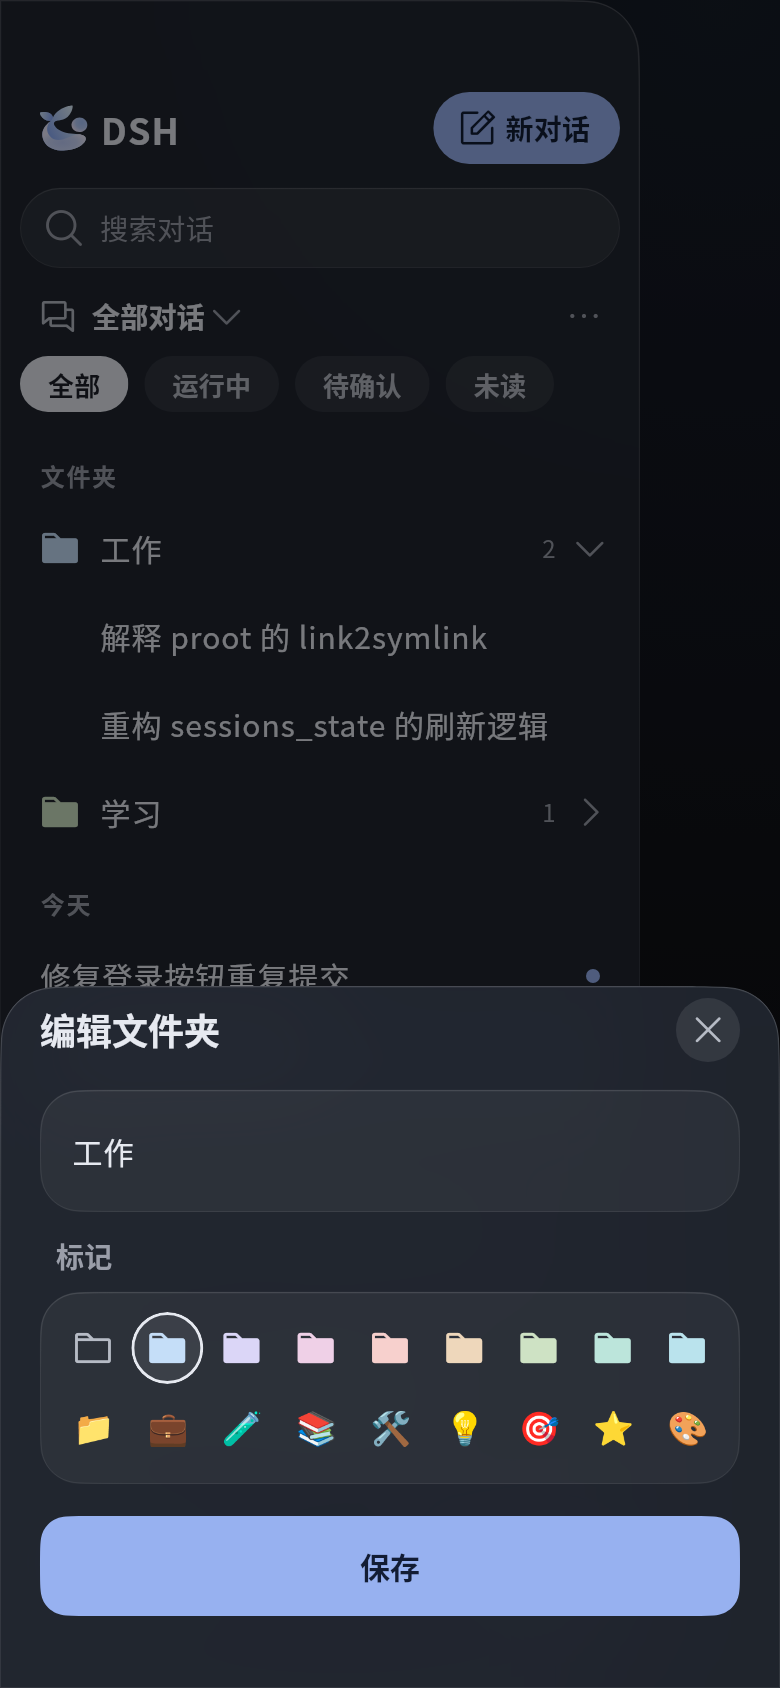 DSH
新对话
搜索对话
全部对话
全部 运行中 待确认 未读
文件夹
工作 2
解释 proot 的 link2symlink
重构 sessions_state 的刷新逻辑
学习 1
今天
修复登录按钮重复提交
编辑文件夹
工作
标记
保存